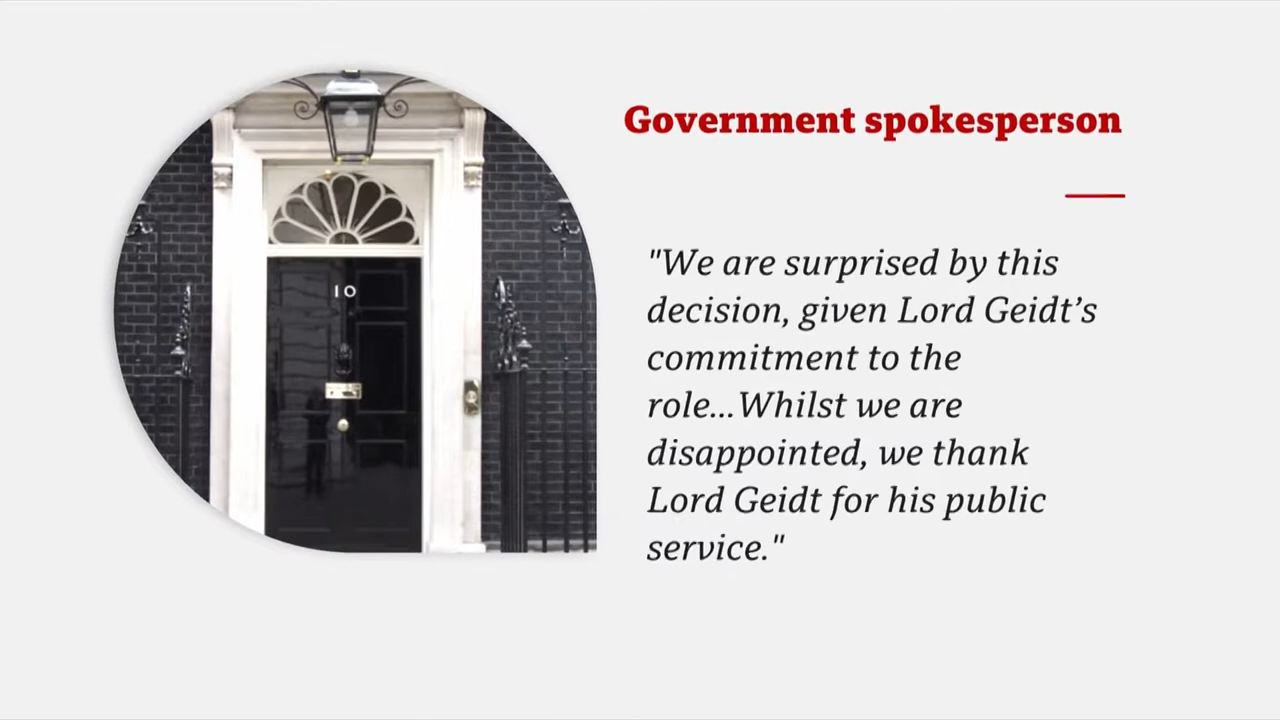 Government spokesperson
10
"We are surprised by this
decision, given Lord Geidt’s
commitment to the
role...Whilst we are
disappointed, we thank
Lord Geidt for his public
service."